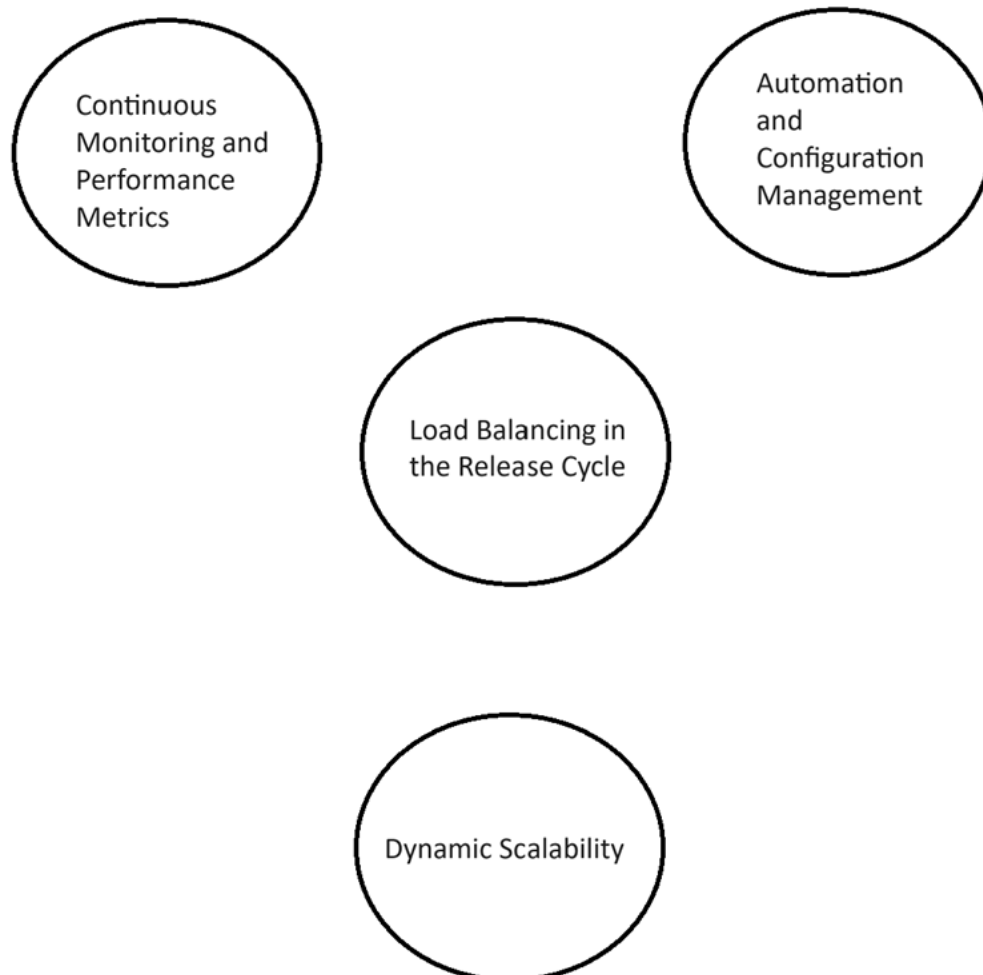 Continuous
Monitoring and
Performance
Metrics
Automation
and
Configuration
Management
Load Balancing in
the Release Cycle
Dynamic Scalability